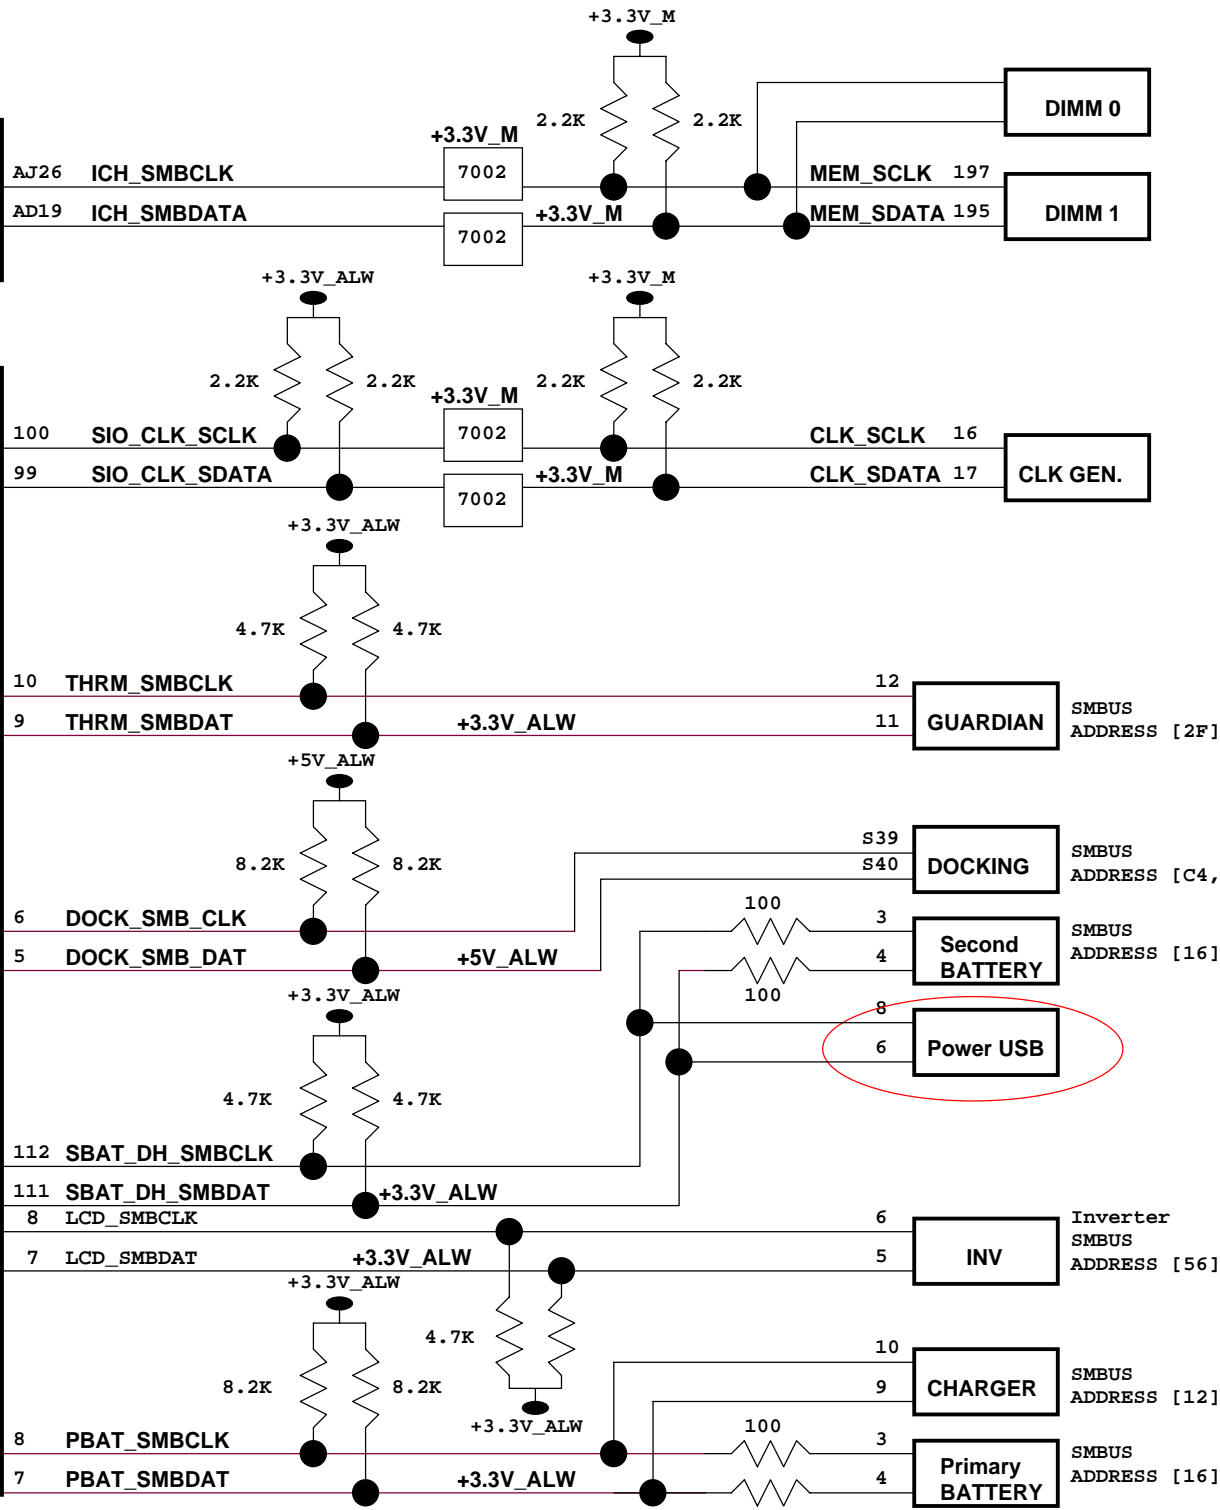 +3.3V_M
2.2K 2.2K
DIMM 0
+3.3V_M
AJ26 ICH_SMBCLK 7002 MEM_SCLK 197
AD19 ICH_SMBDATA 7002 +3.3V_M MEM_SDATA 195 DIMM 1
+3.3V_ALW +3.3V_M
2.2K 2.2K 2.2K 2.2K
+3.3V_M
100 SIO_CLK_SCLK 7002 CLK_SCLK 16
99 SIO_CLK_SDATA 7002 +3.3V_M CLK_SDATA 17 CLK GEN.
+3.3V_ALW
4.7K 4.7K
10 THRM_SMBCLK 12
9 THRM_SMBDAT +3.3V_ALW 11 GUARDIAN
SMBUS
ADDRESS [2F]
+5V_ALW
8.2K 8.2K
S39
S40 DOCKING
SMBUS
ADDRESS [C4,
6 DOCK_SMB_CLK
5 DOCK_SMB_DAT +5V_ALW
100 3
4 100
Second
BATTERY
SMBUS
ADDRESS [16]
+3.3V_ALW
8
6 Power USB
4.7K 4.7K
112 SBAT_DH_SMBCLK
111 SBAT_DH_SMBDAT +3.3V_ALW
8 LCD_SMBCLK 6
7 LCD_SMBDAT +3.3V_ALW 5 INV
Inverter
SMBUS
ADDRESS [56]
+3.3V_ALW
4.7K
8.2K 8.2K
+3.3V_ALW
10
9 CHARGER
SMBUS
ADDRESS [12]
8 PBAT_SMBCLK 100 3
7 PBAT_SMBDAT +3.3V_ALW 4
Primary
BATTERY
SMBUS
ADDRESS [16]